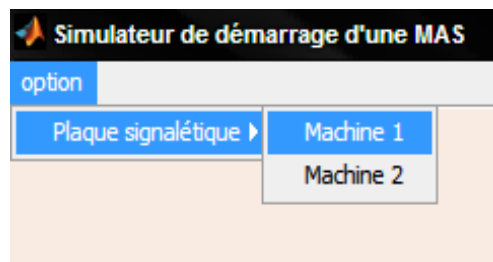 Simulateur de démarrage d'une MAS
option
Plaque signalétique
Machine 1
Machine 2